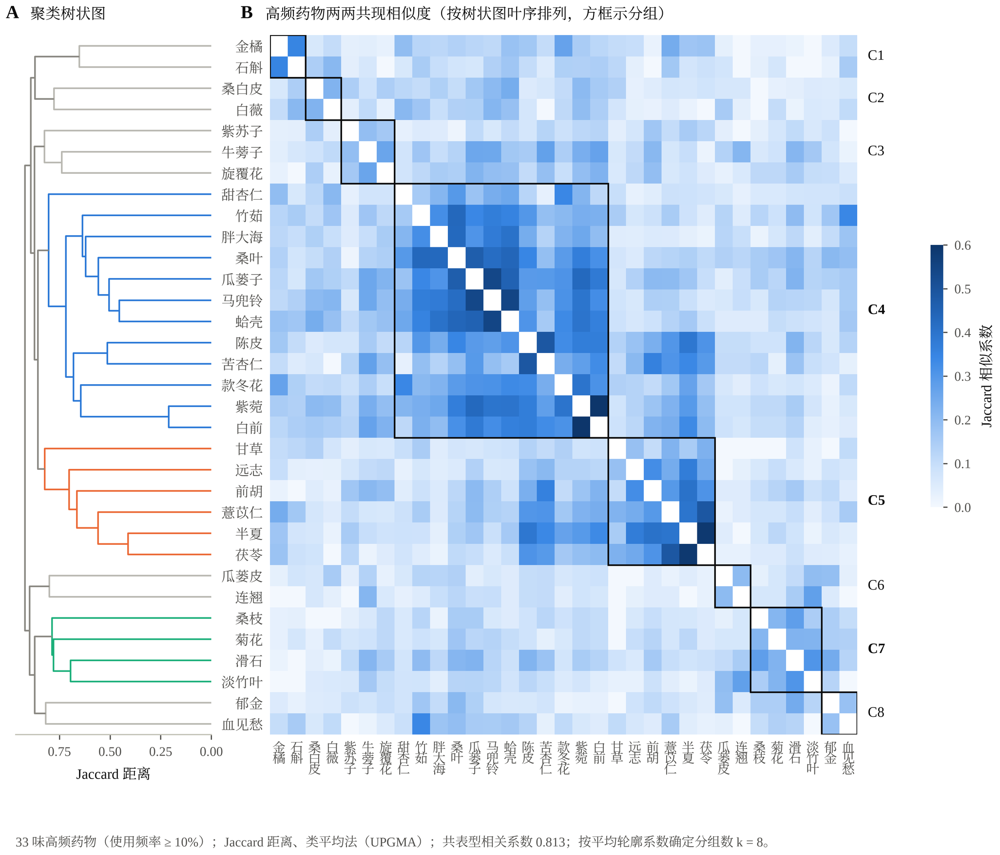 A 聚类树状图
B 高频药物两两共现相似度（按树状图叶序排列，方框示分组）
金橘
石斛
桑白皮
白薇
紫苏子
牛蒡子
旋覆花
甜杏仁
竹茹
胖大海
桑叶
瓜蒌子
马兜铃
蛤壳
陈皮
苦杏仁
款冬花
紫菀
白前
甘草
远志
前胡
薏苡仁
半夏
茯苓
瓜蒌皮
连翘
桑枝
菊花
滑石
淡竹叶
郁金
血见愁
C1
C2
C3
C4
C5
C6
C7
C8
0.6
0.5
0.4
0.3
0.2
0.1
0.0
Jaccard 相似系数
0.75 0.50 0.25 0.00
Jaccard 距离
金橘 石斛 桑白皮 白薇 紫苏子 牛蒡子 旋覆花 甜杏仁 竹茹 胖大海 桑叶 瓜蒌子 马兜铃 蛤壳 陈皮 苦杏仁 款冬花 紫菀 白前 甘草 远志 前胡 薏苡仁 半夏 茯苓 瓜蒌皮 连翘 桑枝 菊花 滑石 淡竹叶 郁金 血见愁
33 味高频药物（使用频率 ≥ 10%）；Jaccard 距离、类平均法（UPGMA）；共表型相关系数 0.813；按平均轮廓系数确定分组数 k = 8。